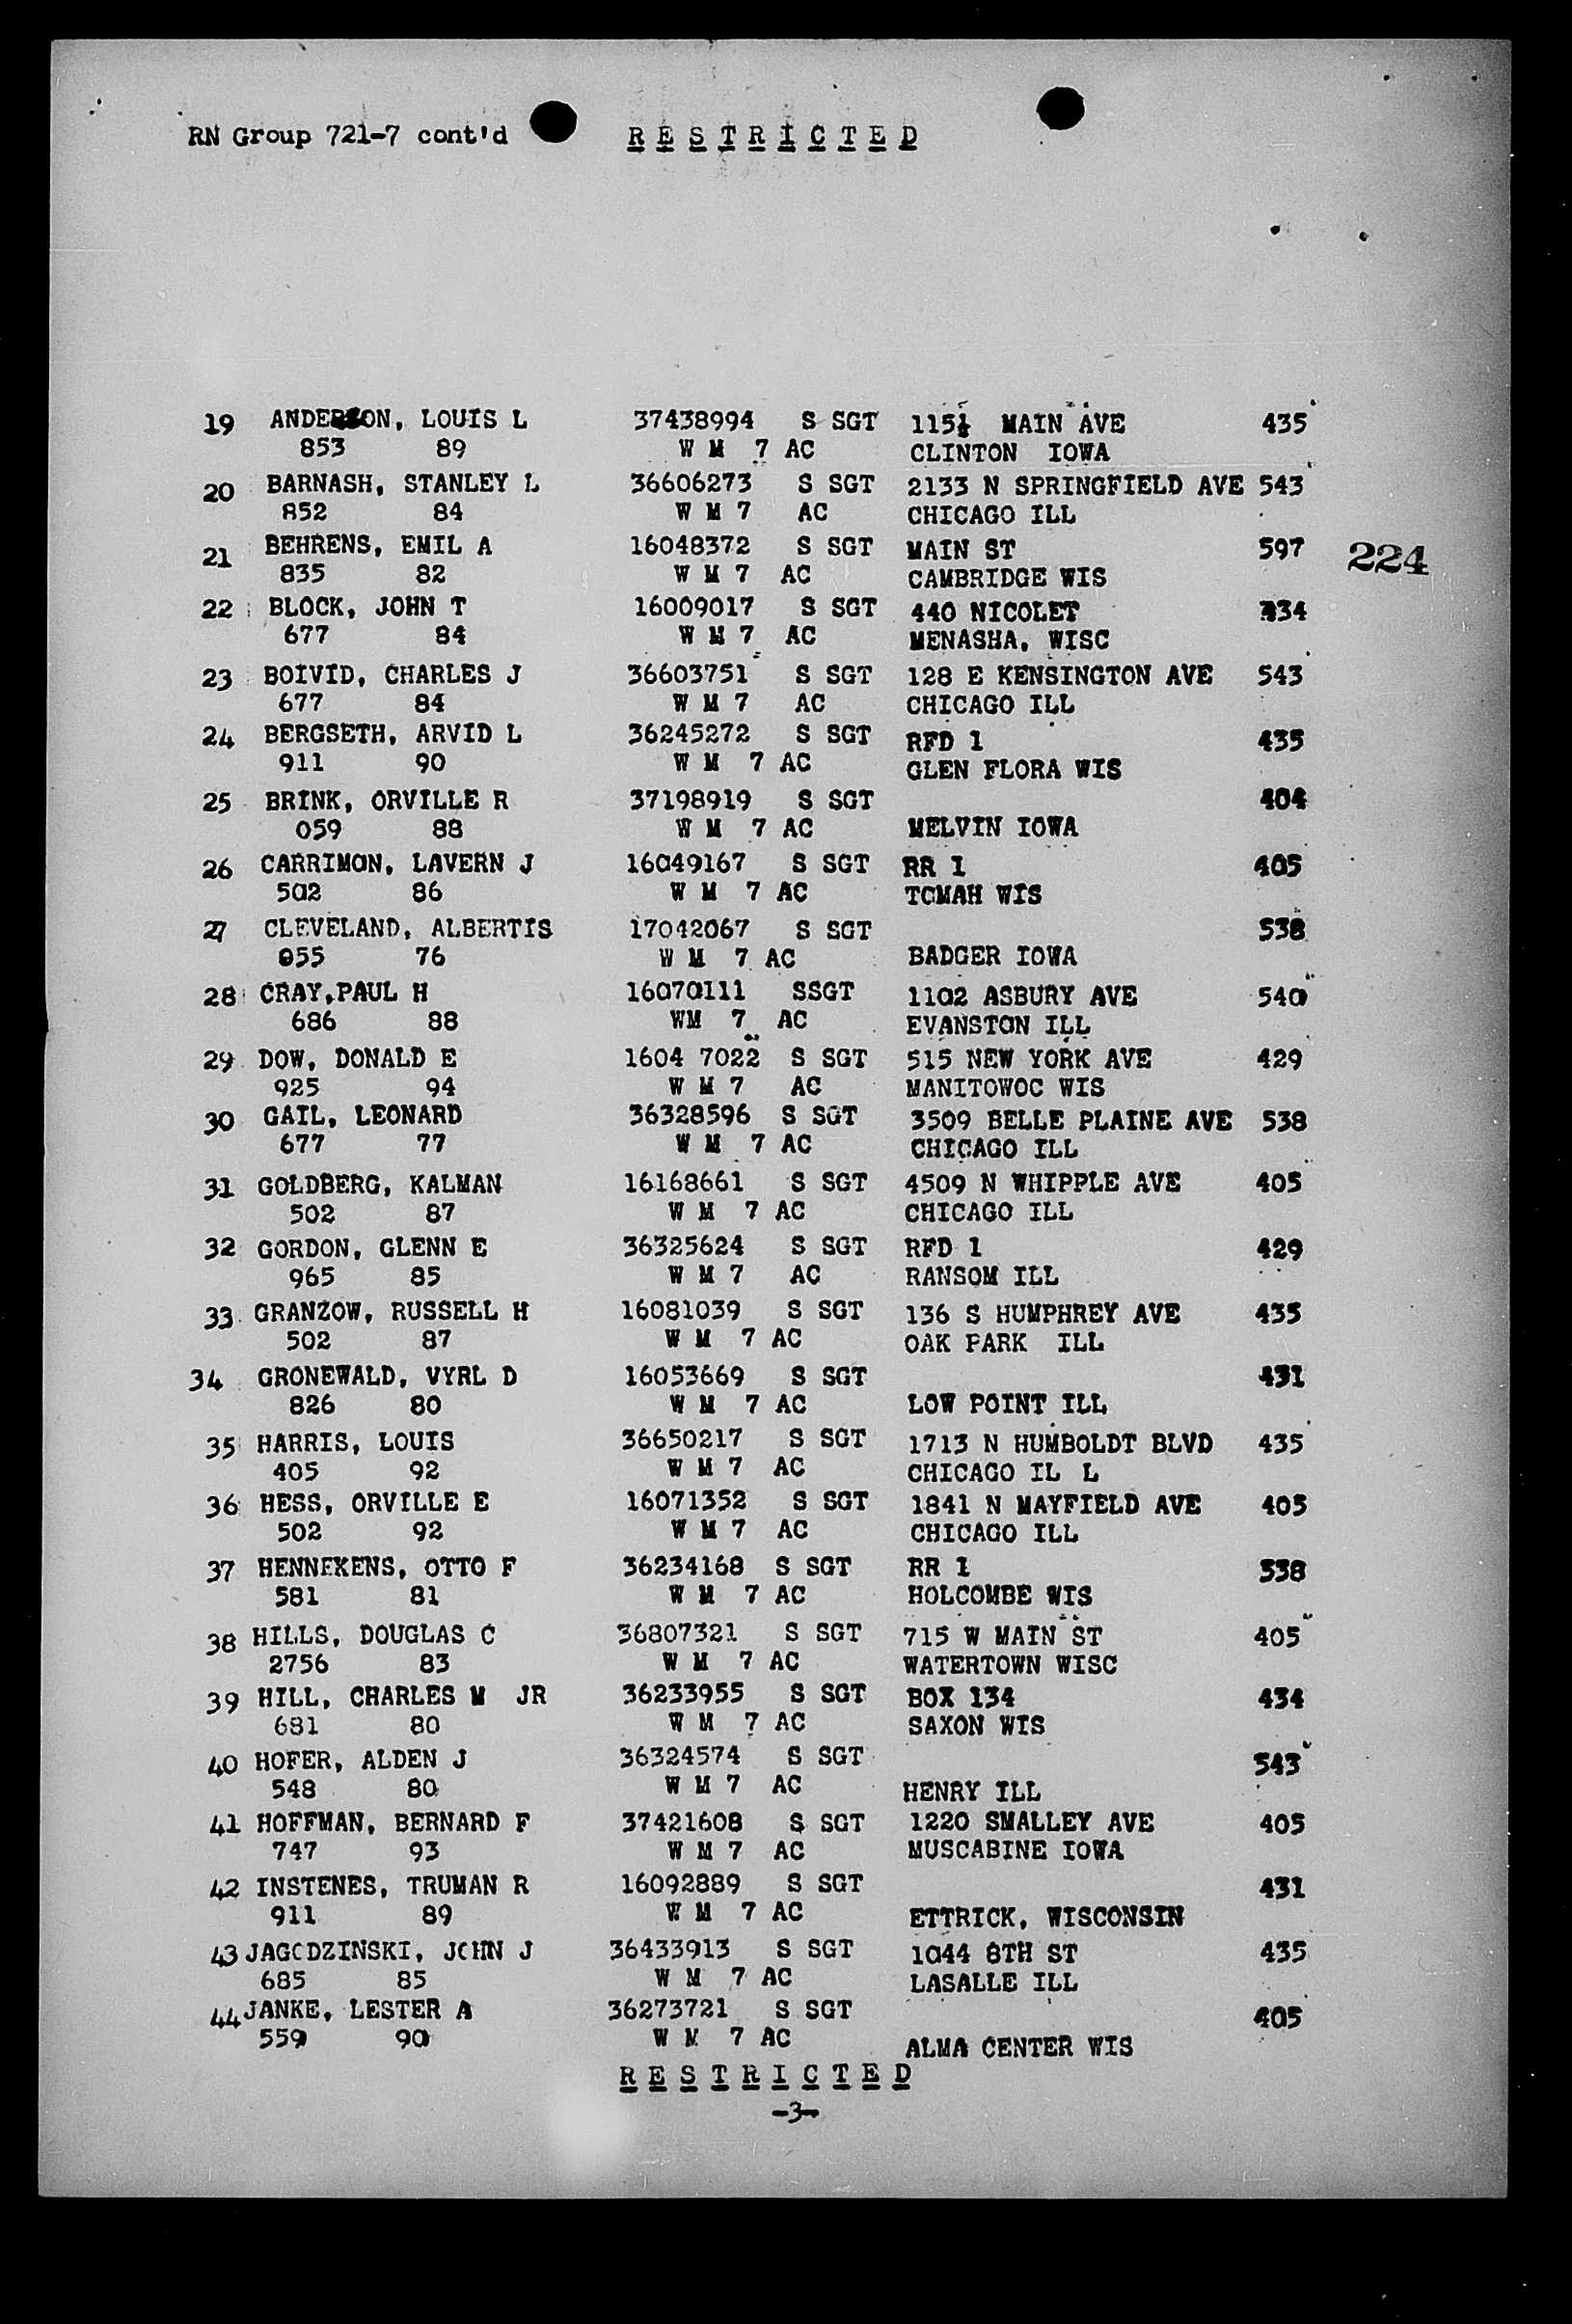 RN Group 721-7 cont'd RESTRICTED
19 ANDERSON, LOUIS L 37438994 S SGT 115½ MAIN AVE 435
853 89 W M 7 AC CLINTON IOWA
20 BARNASH, STANLEY L 36606273 S SGT 2133 N SPRINGFIELD AVE 543
852 84 W M 7 AC CHICAGO ILL
21 BEHRENS, EMIL A 16048372 S SGT MAIN ST 597 224
835 82 W M 7 AC CAMBRIDGE WIS
22 BLOCK, JOHN T 16009017 S SGT 440 NICOLET 434
677 84 W M 7 AC MENASHA, WISC
23 BOIVID, CHARLES J 36603751 S SGT 128 E KENSINGTON AVE 543
677 84 W M 7 AC CHICAGO ILL
24 BERGSETH, ARVID L 36245272 S SGT RFD 1 435
911 90 W M 7 AC GLEN FLORA WIS
25 BRINK, ORVILLE R 37198919 S SGT 404
059 88 W M 7 AC MELVIN IOWA
26 CARRIMON, LAVERN J 16049167 S SGT RR 1 405
502 86 W M 7 AC TOMAH WIS
27 CLEVELAND, ALBERTIS 17042067 S SGT 538
055 76 W M 7 AC BADGER IOWA
28 CRAY,PAUL H 16070111 SSGT 1102 ASBURY AVE 540
686 88 WM 7 AC EVANSTON ILL
29 DOW, DONALD E 1604 7022 S SGT 515 NEW YORK AVE 429
925 94 W M 7 AC MANITOWOC WIS
30 GAIL, LEONARD 36328596 S SGT 3509 BELLE PLAINE AVE 538
677 77 W M 7 AC CHICAGO ILL
31 GOLDBERG, KALMAN 16168661 S SGT 4509 N WHIPPLE AVE 405
502 87 W M 7 AC CHICAGO ILL
32 GORDON, GLENN E 36325624 S SGT RFD 1 429
965 85 W M 7 AC RANSOM ILL
33 GRANZOW, RUSSELL H 16081039 S SGT 136 S HUMPHREY AVE 435
502 87 W M 7 AC OAK PARK ILL
34 GRONEWALD, VYRL D 16053669 S SGT 431
826 80 W M 7 AC LOW POINT ILL
35 HARRIS, LOUIS 36650217 S SGT 1713 N HUMBOLDT BLVD 435
405 92 W M 7 AC CHICAGO IL L
36 HESS, ORVILLE E 16071352 S SGT 1841 N MAYFIELD AVE 405
502 92 W M 7 AC CHICAGO ILL
37 HENNEKENS, OTTO F 36234168 S SGT RR 1 538
581 81 W M 7 AC HOLCOMBE WIS
38 HILLS, DOUGLAS C 36807321 S SGT 715 W MAIN ST 405
2756 83 W M 7 AC WATERTOWN WISC
39 HILL, CHARLES M JR 36233955 S SGT BOX 134 434
681 80 W M 7 AC SAXON WIS
40 HOFER, ALDEN J 36324574 S SGT 543
548 80 W M 7 AC HENRY ILL
41 HOFFMAN, BERNARD F 37421608 S SGT 1220 SMALLEY AVE 405
747 93 W M 7 AC MUSCABINE IOWA
42 INSTENES, TRUMAN R 16092889 S SGT 431
911 89 W M 7 AC ETTRICK, WISCONSIN
43 JAGODZINSKI, JOHN J 36433913 S SGT 1044 8TH ST 435
685 85 W M 7 AC LASALLE ILL
44 JANKE, LESTER A 36273721 S SGT 405
559 90 W M 7 AC ALMA CENTER WIS
RESTRICTED
-3-